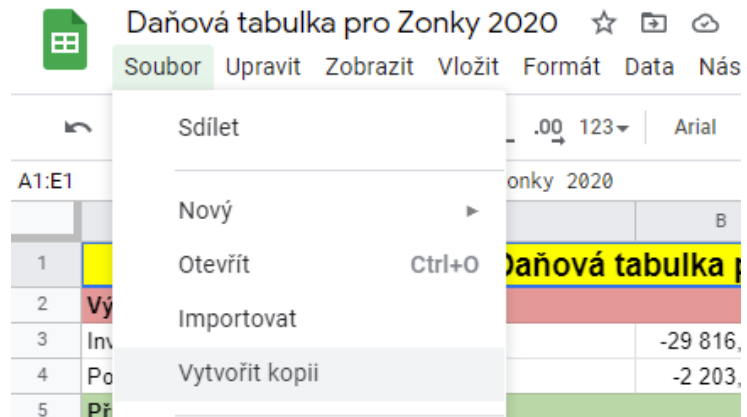 Daňová tabulka pro Zonky 2020
Soubor Upravit Zobrazit Vložit Formát Data
Sdílet .00 123 Arial
A1:E1 2020
Nový B
1 Otevřít Ctrl+O Daňová tabulka
2
Importovat
3 -29 816,
4 Vytvořit kopii -2 203,
5